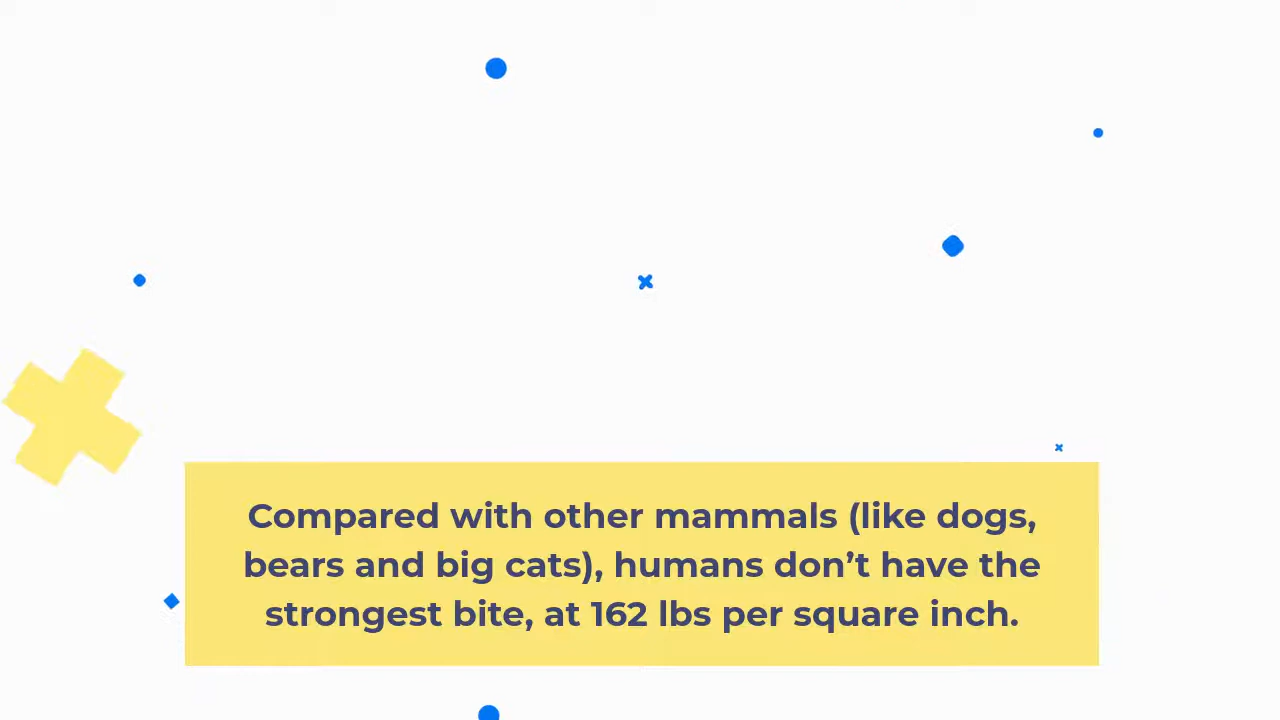 Compared with other mammals (like dogs,
bears and big cats), humans don’t have the
strongest bite, at 162 lbs per square inch.